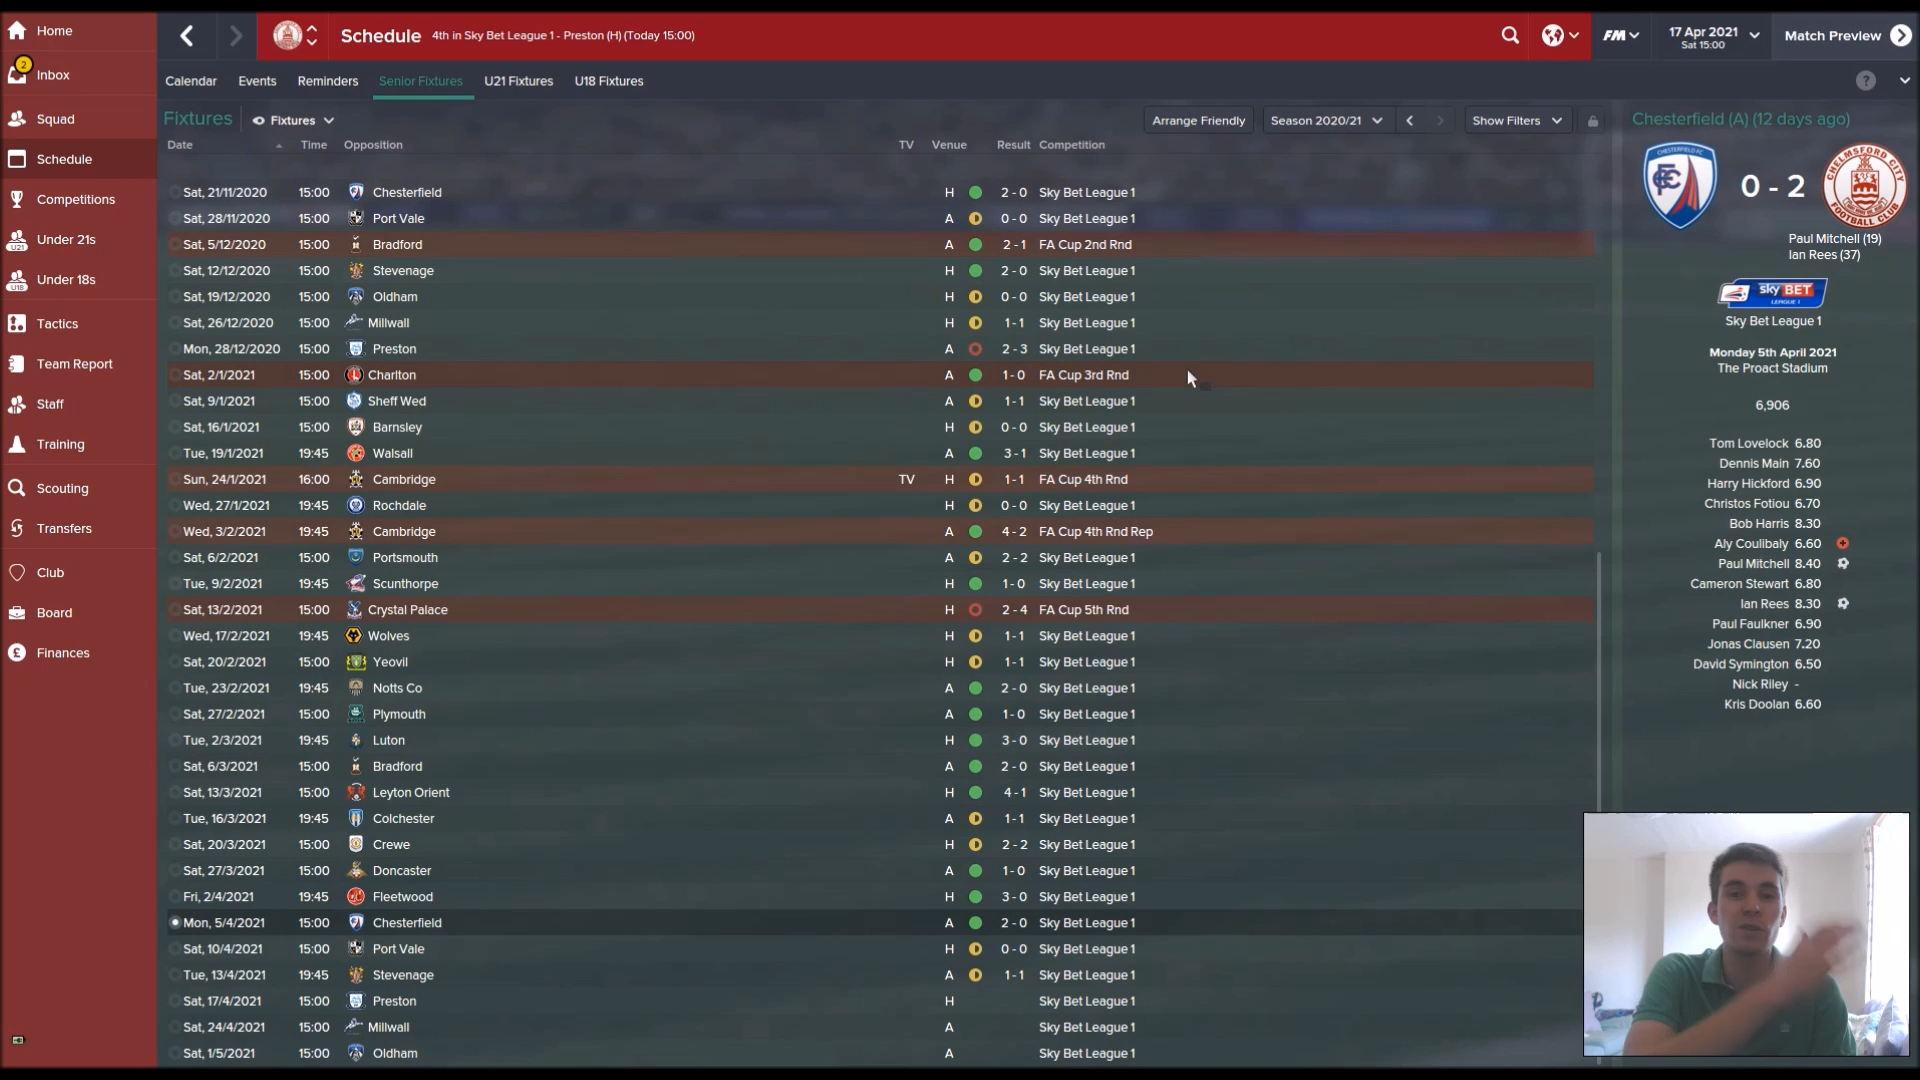 Home
2
Inbox
Squad
Schedule
Competitions
Under 21s
Under 18s
Tactics
Team Report
Staff
Training
Scouting
Transfers
Club
Board
Finances
Schedule 4th in Sky Bet League 1 - Preston (H) (Today 15:00)
FM
17 Apr 2021
Sat 15:00
Match Preview
Calendar Events Reminders Senior Fixtures U21 Fixtures U18 Fixtures
Fixtures Fixtures Arrange Friendly Season 2020/21 Show Filters
Date Time Opposition TV Venue Result Competition
Sat, 21/11/2020 15:00 Chesterfield H 2 - 0 Sky Bet League 1
Sat, 28/11/2020 15:00 Port Vale A 0 - 0 Sky Bet League 1
Sat, 5/12/2020 15:00 Bradford A 2 - 1 FA Cup 2nd Rnd
Sat, 12/12/2020 15:00 Stevenage H 2 - 0 Sky Bet League 1
Sat, 19/12/2020 15:00 Oldham H 0 - 0 Sky Bet League 1
Sat, 26/12/2020 15:00 Millwall H 1 - 1 Sky Bet League 1
Mon, 28/12/2020 15:00 Preston A 2 - 3 Sky Bet League 1
Sat, 2/1/2021 15:00 Charlton A 1 - 0 FA Cup 3rd Rnd
Sat, 9/1/2021 15:00 Sheff Wed A 1 - 1 Sky Bet League 1
Sat, 16/1/2021 15:00 Barnsley H 0 - 0 Sky Bet League 1
Tue, 19/1/2021 19:45 Walsall A 3 - 1 Sky Bet League 1
Sun, 24/1/2021 16:00 Cambridge TV H 1 - 1 FA Cup 4th Rnd
Wed, 27/1/2021 19:45 Rochdale H 0 - 0 Sky Bet League 1
Wed, 3/2/2021 19:45 Cambridge A 4 - 2 FA Cup 4th Rnd Rep
Sat, 6/2/2021 15:00 Portsmouth A 2 - 2 Sky Bet League 1
Tue, 9/2/2021 19:45 Scunthorpe H 1 - 0 Sky Bet League 1
Sat, 13/2/2021 15:00 Crystal Palace H 2 - 4 FA Cup 5th Rnd
Wed, 17/2/2021 19:45 Wolves H 1 - 1 Sky Bet League 1
Sat, 20/2/2021 15:00 Yeovil H 1 - 1 Sky Bet League 1
Tue, 23/2/2021 19:45 Notts Co A 2 - 0 Sky Bet League 1
Sat, 27/2/2021 15:00 Plymouth A 1 - 0 Sky Bet League 1
Tue, 2/3/2021 19:45 Luton H 3 - 0 Sky Bet League 1
Sat, 6/3/2021 15:00 Bradford A 2 - 0 Sky Bet League 1
Sat, 13/3/2021 15:00 Leyton Orient H 4 - 1 Sky Bet League 1
Tue, 16/3/2021 19:45 Colchester A 1 - 1 Sky Bet League 1
Sat, 20/3/2021 15:00 Crewe H 2 - 2 Sky Bet League 1
Sat, 27/3/2021 15:00 Doncaster A 1 - 0 Sky Bet League 1
Fri, 2/4/2021 19:45 Fleetwood H 3 - 0 Sky Bet League 1
Mon, 5/4/2021 15:00 Chesterfield A 2 - 0 Sky Bet League 1
Sat, 10/4/2021 15:00 Port Vale H 0 - 0 Sky Bet League 1
Tue, 13/4/2021 19:45 Stevenage A 1 - 1 Sky Bet League 1
Sat, 17/4/2021 15:00 Preston H Sky Bet League 1
Sat, 24/4/2021 15:00 Millwall A Sky Bet League 1
Sat, 1/5/2021 15:00 Oldham A Sky Bet League 1
Chesterfield (A) (12 days ago)
CHESTERFIELD FC
0 - 2
CHELMSFORD CITY
FOOTBALL CLUB
Paul Mitchell (19)
Ian Rees (37)
sky BET
LEAGUE 1
Sky Bet League 1
Monday 5th April 2021
The Proact Stadium
6,906
Tom Lovelock 6.80
Dennis Main 7.60
Harry Hickford 6.90
Christos Fotiou 6.70
Bob Harris 8.30
Aly Coulibaly 6.60
Paul Mitchell 8.40
Cameron Stewart 6.80
Ian Rees 8.30
Paul Faulkner 6.90
Jonas Clausen 7.20
David Symington 6.50
Nick Riley -
Kris Doolan 6.60